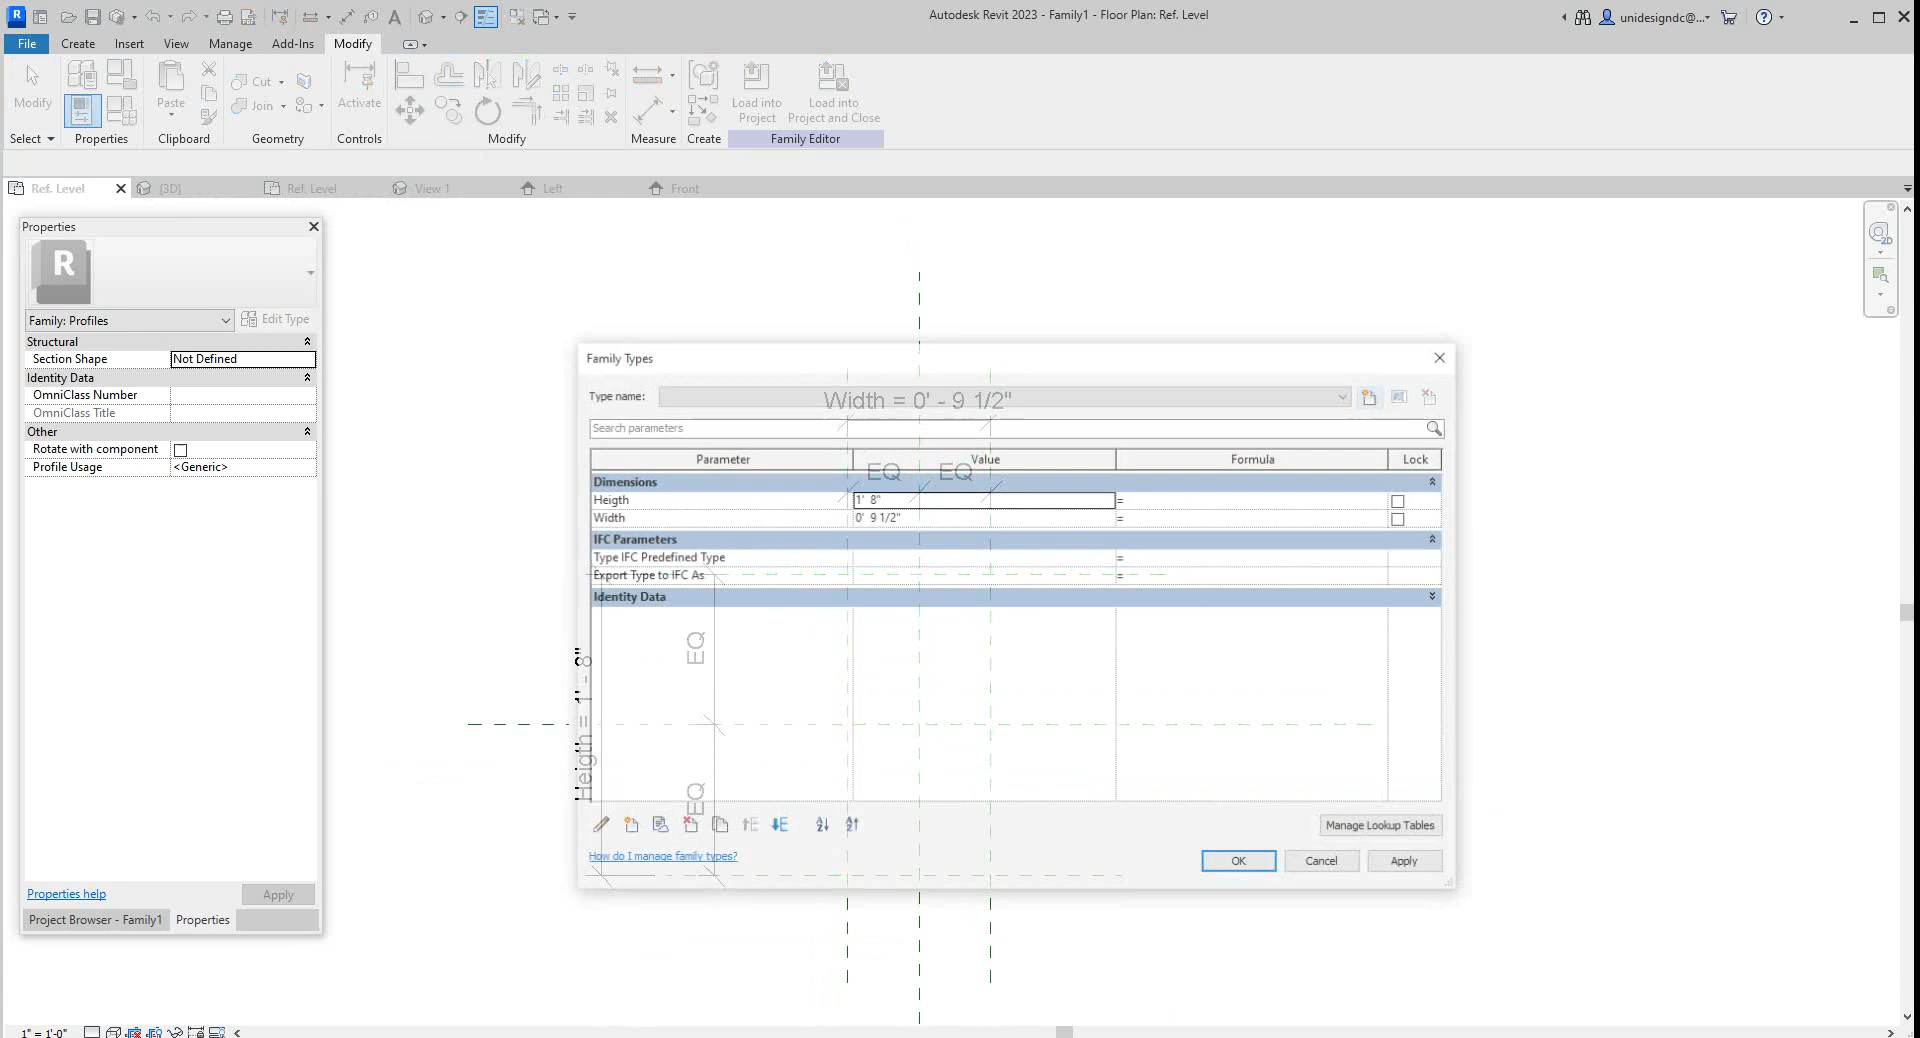 Autodesk Revit 2023 - Family1 - Floor Plan: Ref. Level
unidesigndc@...
File Create View Insert View Manage Add-Ins Modify
Modify
Paste
Cut
Join
Activate
Load into Project
Load into Project and Close
Select Properties Clipboard Geometry Controls Modify Measure Create Family Editor
Ref. Level
{3D}
Ref. Level
View 1
Left
Front
Properties
R
Family: Profiles
Edit Type
Structural
Section Shape Not Defined
Identity Data
OmniClass Number
OmniClass Title
Other
Rotate with component
Profile Usage <Generic>
Properties help
Apply
Project Browser - Family1
Properties
2D
Family Types
Type name:
Width = 0' - 9 1/2"
Search parameters
Parameter Value Formula Lock
EQ EQ
Dimensions
Heigth 1' 8" =
Width 0' 9 1/2" =
IFC Parameters
Type IFC Predefined Type =
Export Type to IFC As =
Identity Data
EQ
Heigth = 1' - 8"
EQ
Manage Lookup Tables
How do I manage family types?
OK Cancel Apply
1" = 1'-0"